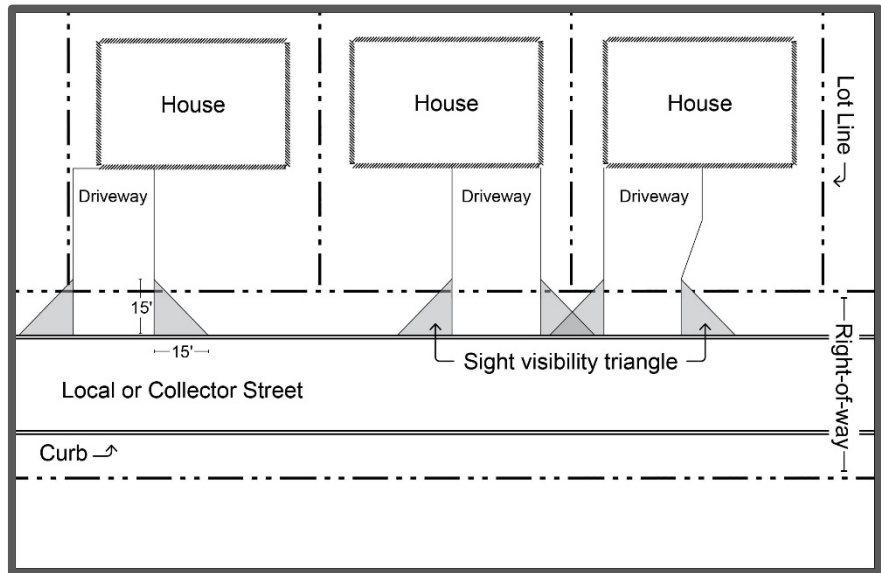 House
House
House
Lot Line
Driveway
Driveway
Driveway
15'
15'
Sight visibility triangle
Right-of-way
Local or Collector Street
Curb